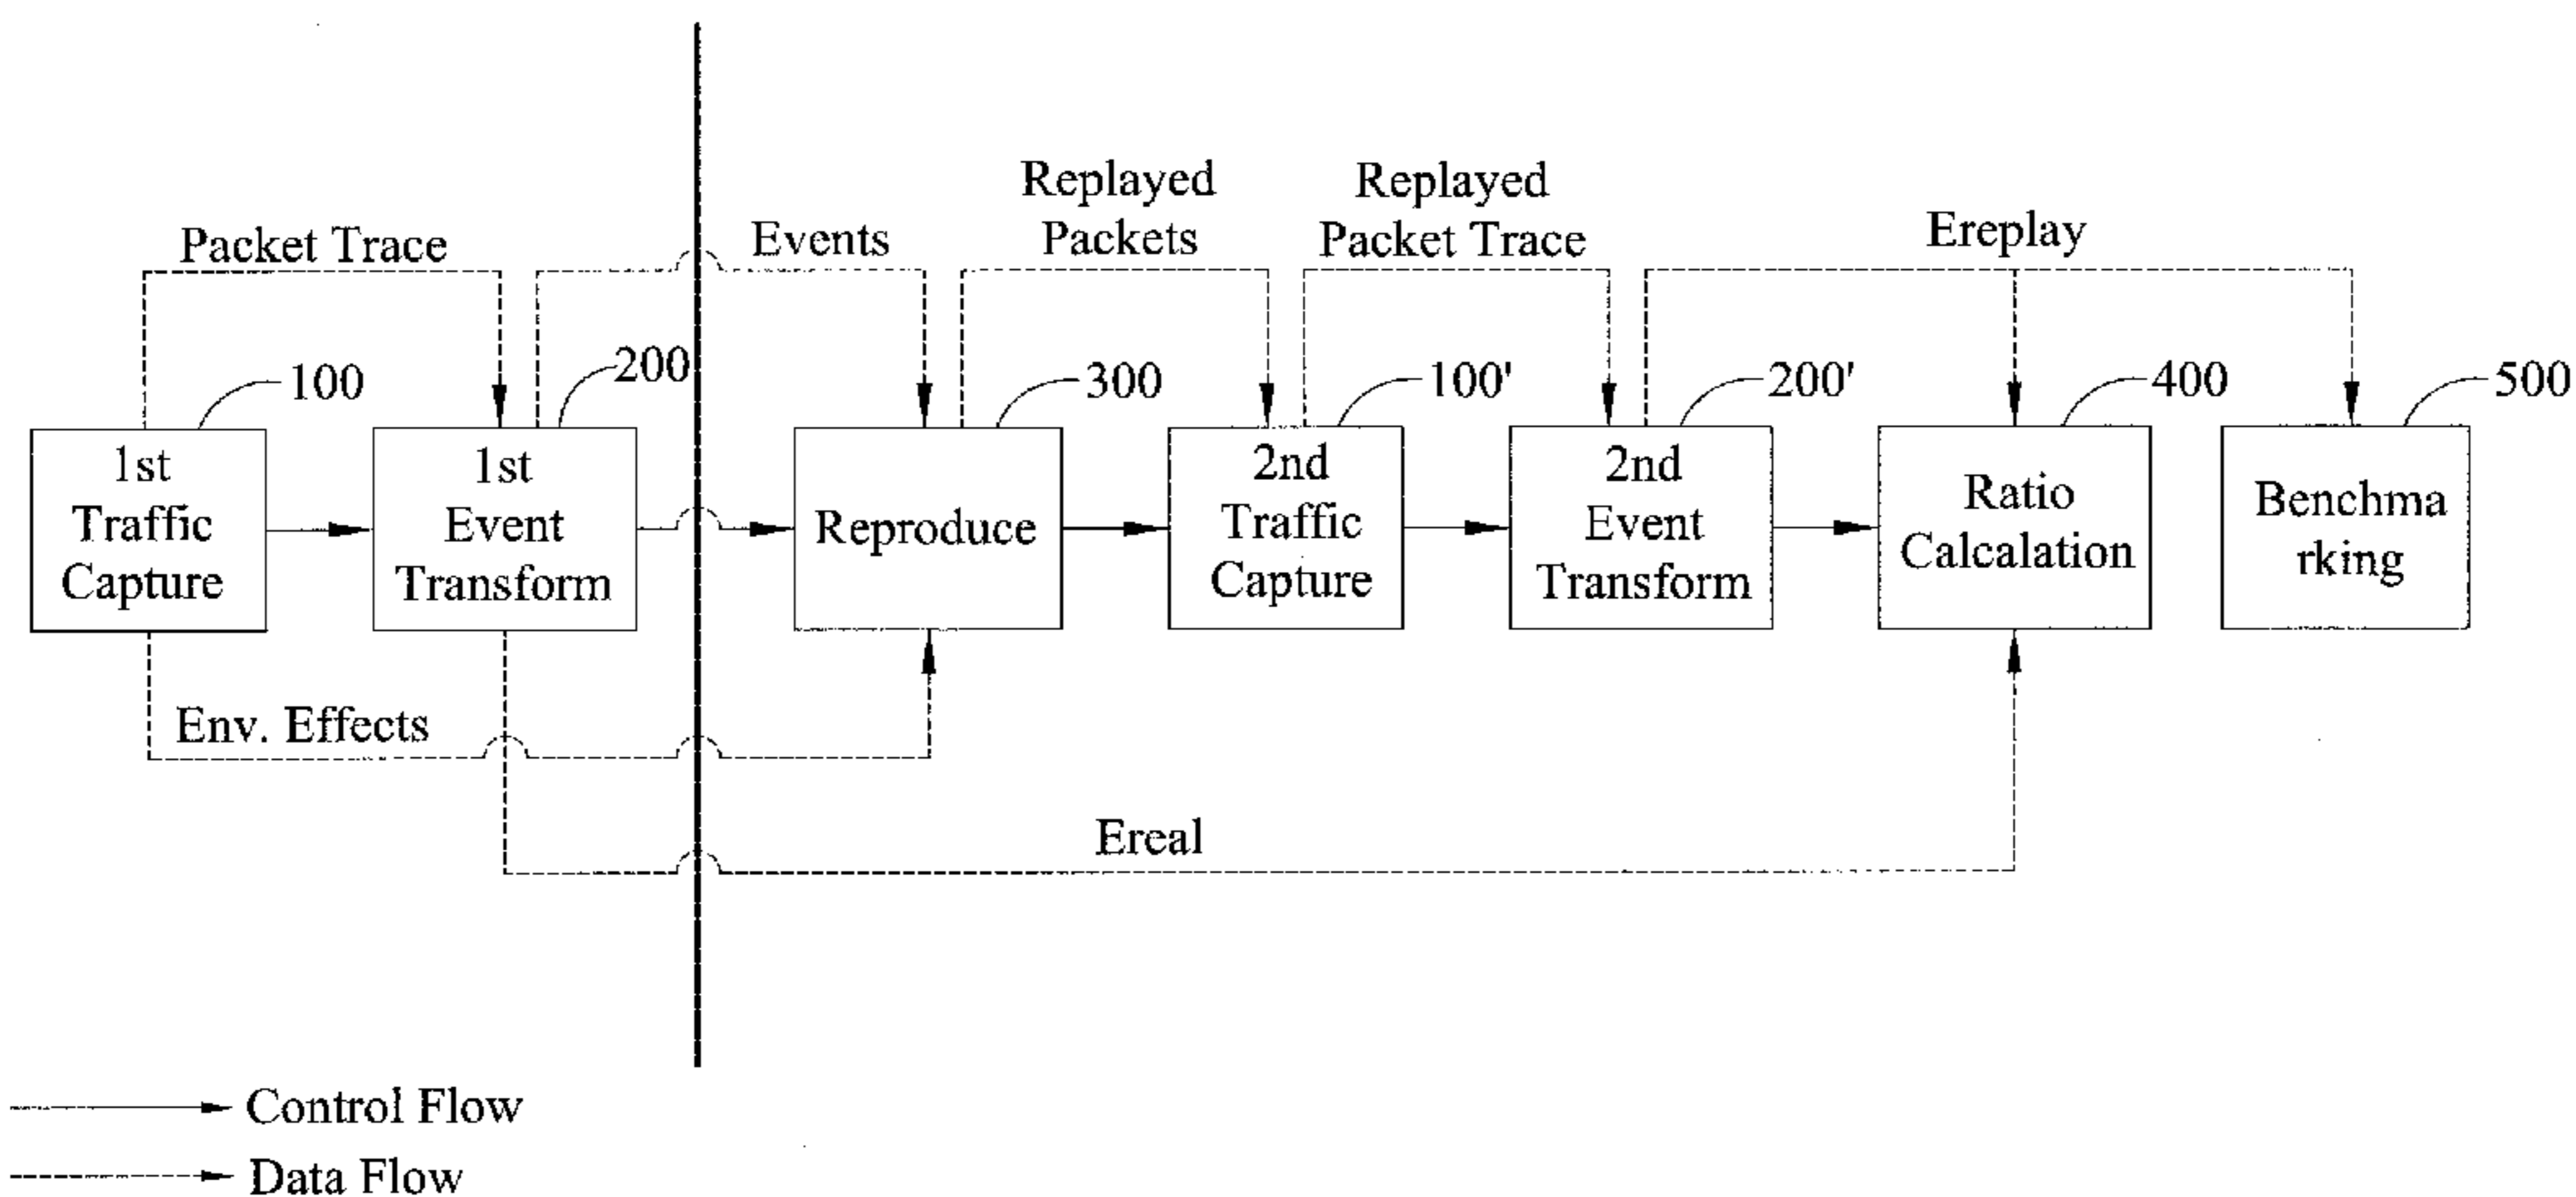 Packet Trace
Events
Replayed
Packets
Replayed
Packet Trace
Ereplay
100
200
300
100'
200'
400
500
1st
Traffic
Capture
1st
Event
Transform
Reproduce
2nd
Traffic
Capture
2nd
Event
Transform
Ratio
Calcalation
Benchma
rking
Env. Effects
Ereal
Control Flow
Data Flow